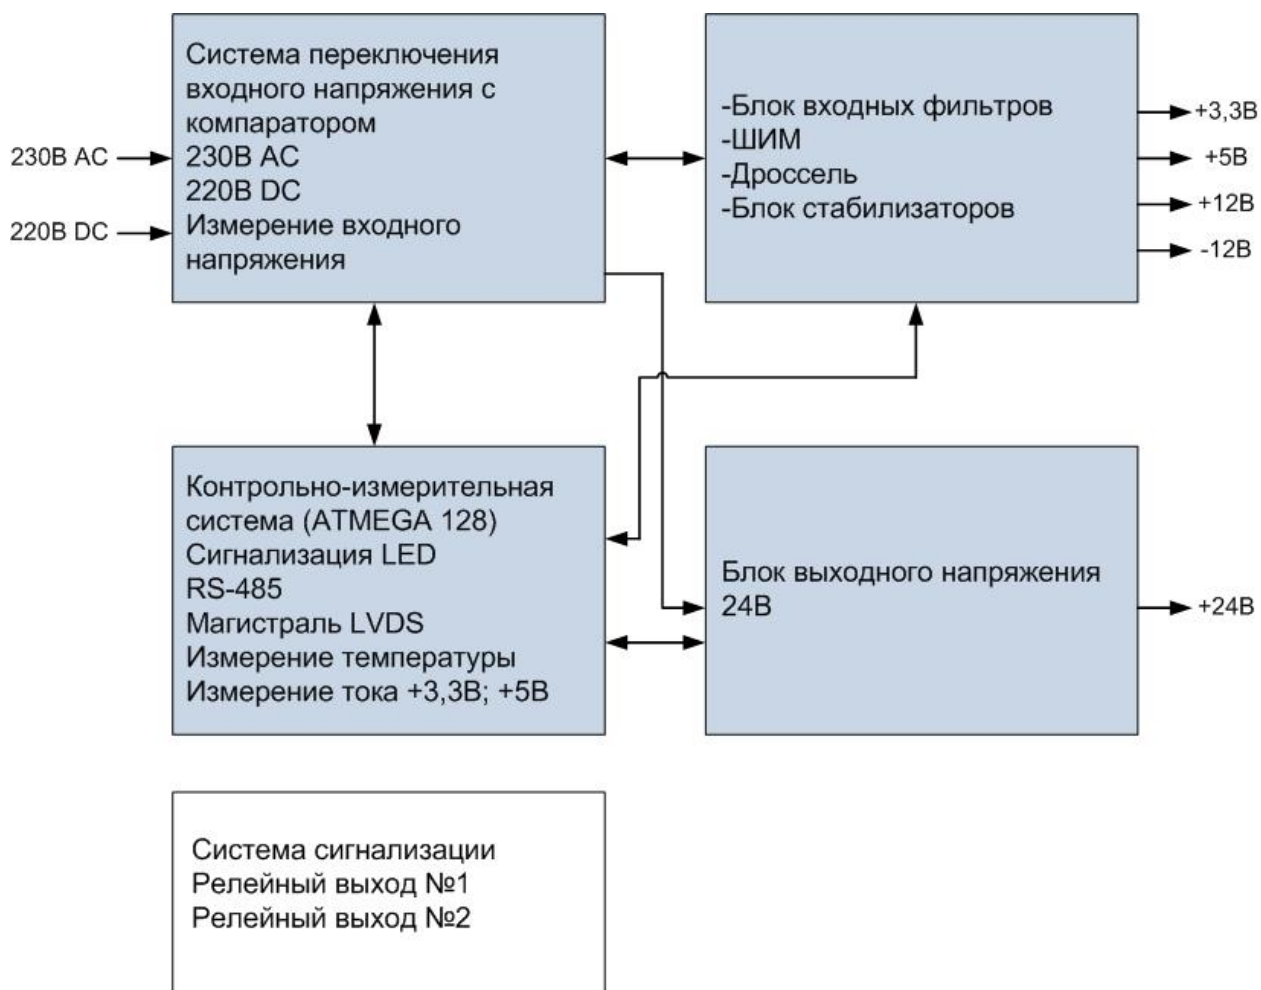 230В AC
220В DC
Система переключения
входного напряжения с
компаратором
230В AC
220В DC
Измерение входного
напряжения
-Блок входных фильтров
-ШИМ
-Дроссель
-Блок стабилизаторов
+3,3В
+5В
+12В
-12В
Контрольно-измерительная
система (ATMEGA 128)
Сигнализация LED
RS-485
Магистраль LVDS
Измерение температуры
Измерение тока +3,3В; +5В
Блок выходного напряжения
24В
+24В
Система сигнализации
Релейный выход №1
Релейный выход №2